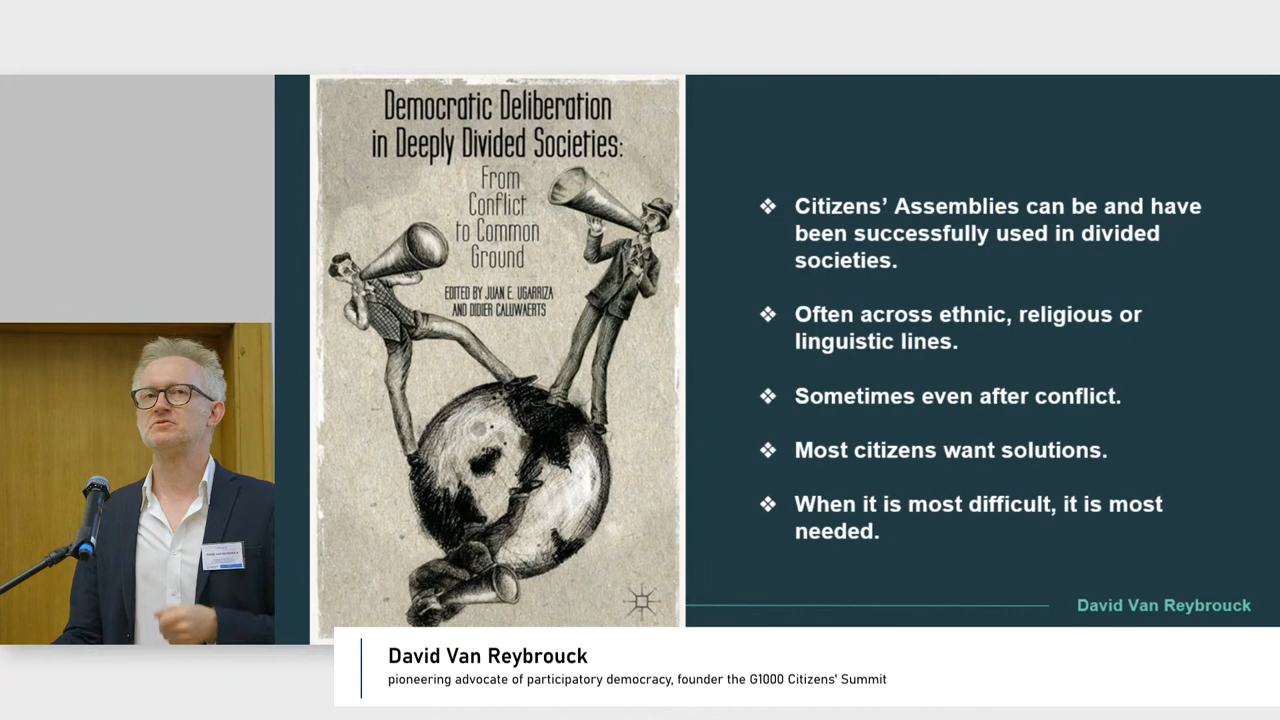 Democratic Deliberation
in Deeply Divided Societies:
From
Conflict
to Common
Ground
EDITED BY JUAN E. UGARRIZA
AND DIDIER CALUWAERTS
❖ Citizens’ Assemblies can be and have
been successfully used in divided
societies.
❖ Often across ethnic, religious or
linguistic lines.
❖ Sometimes even after conflict.
❖ Most citizens want solutions.
❖ When it is most difficult, it is most
needed.
David Van Reybrouck
David Van Reybrouck
pioneering advocate of participatory democracy, founder the G1000 Citizens' Summit